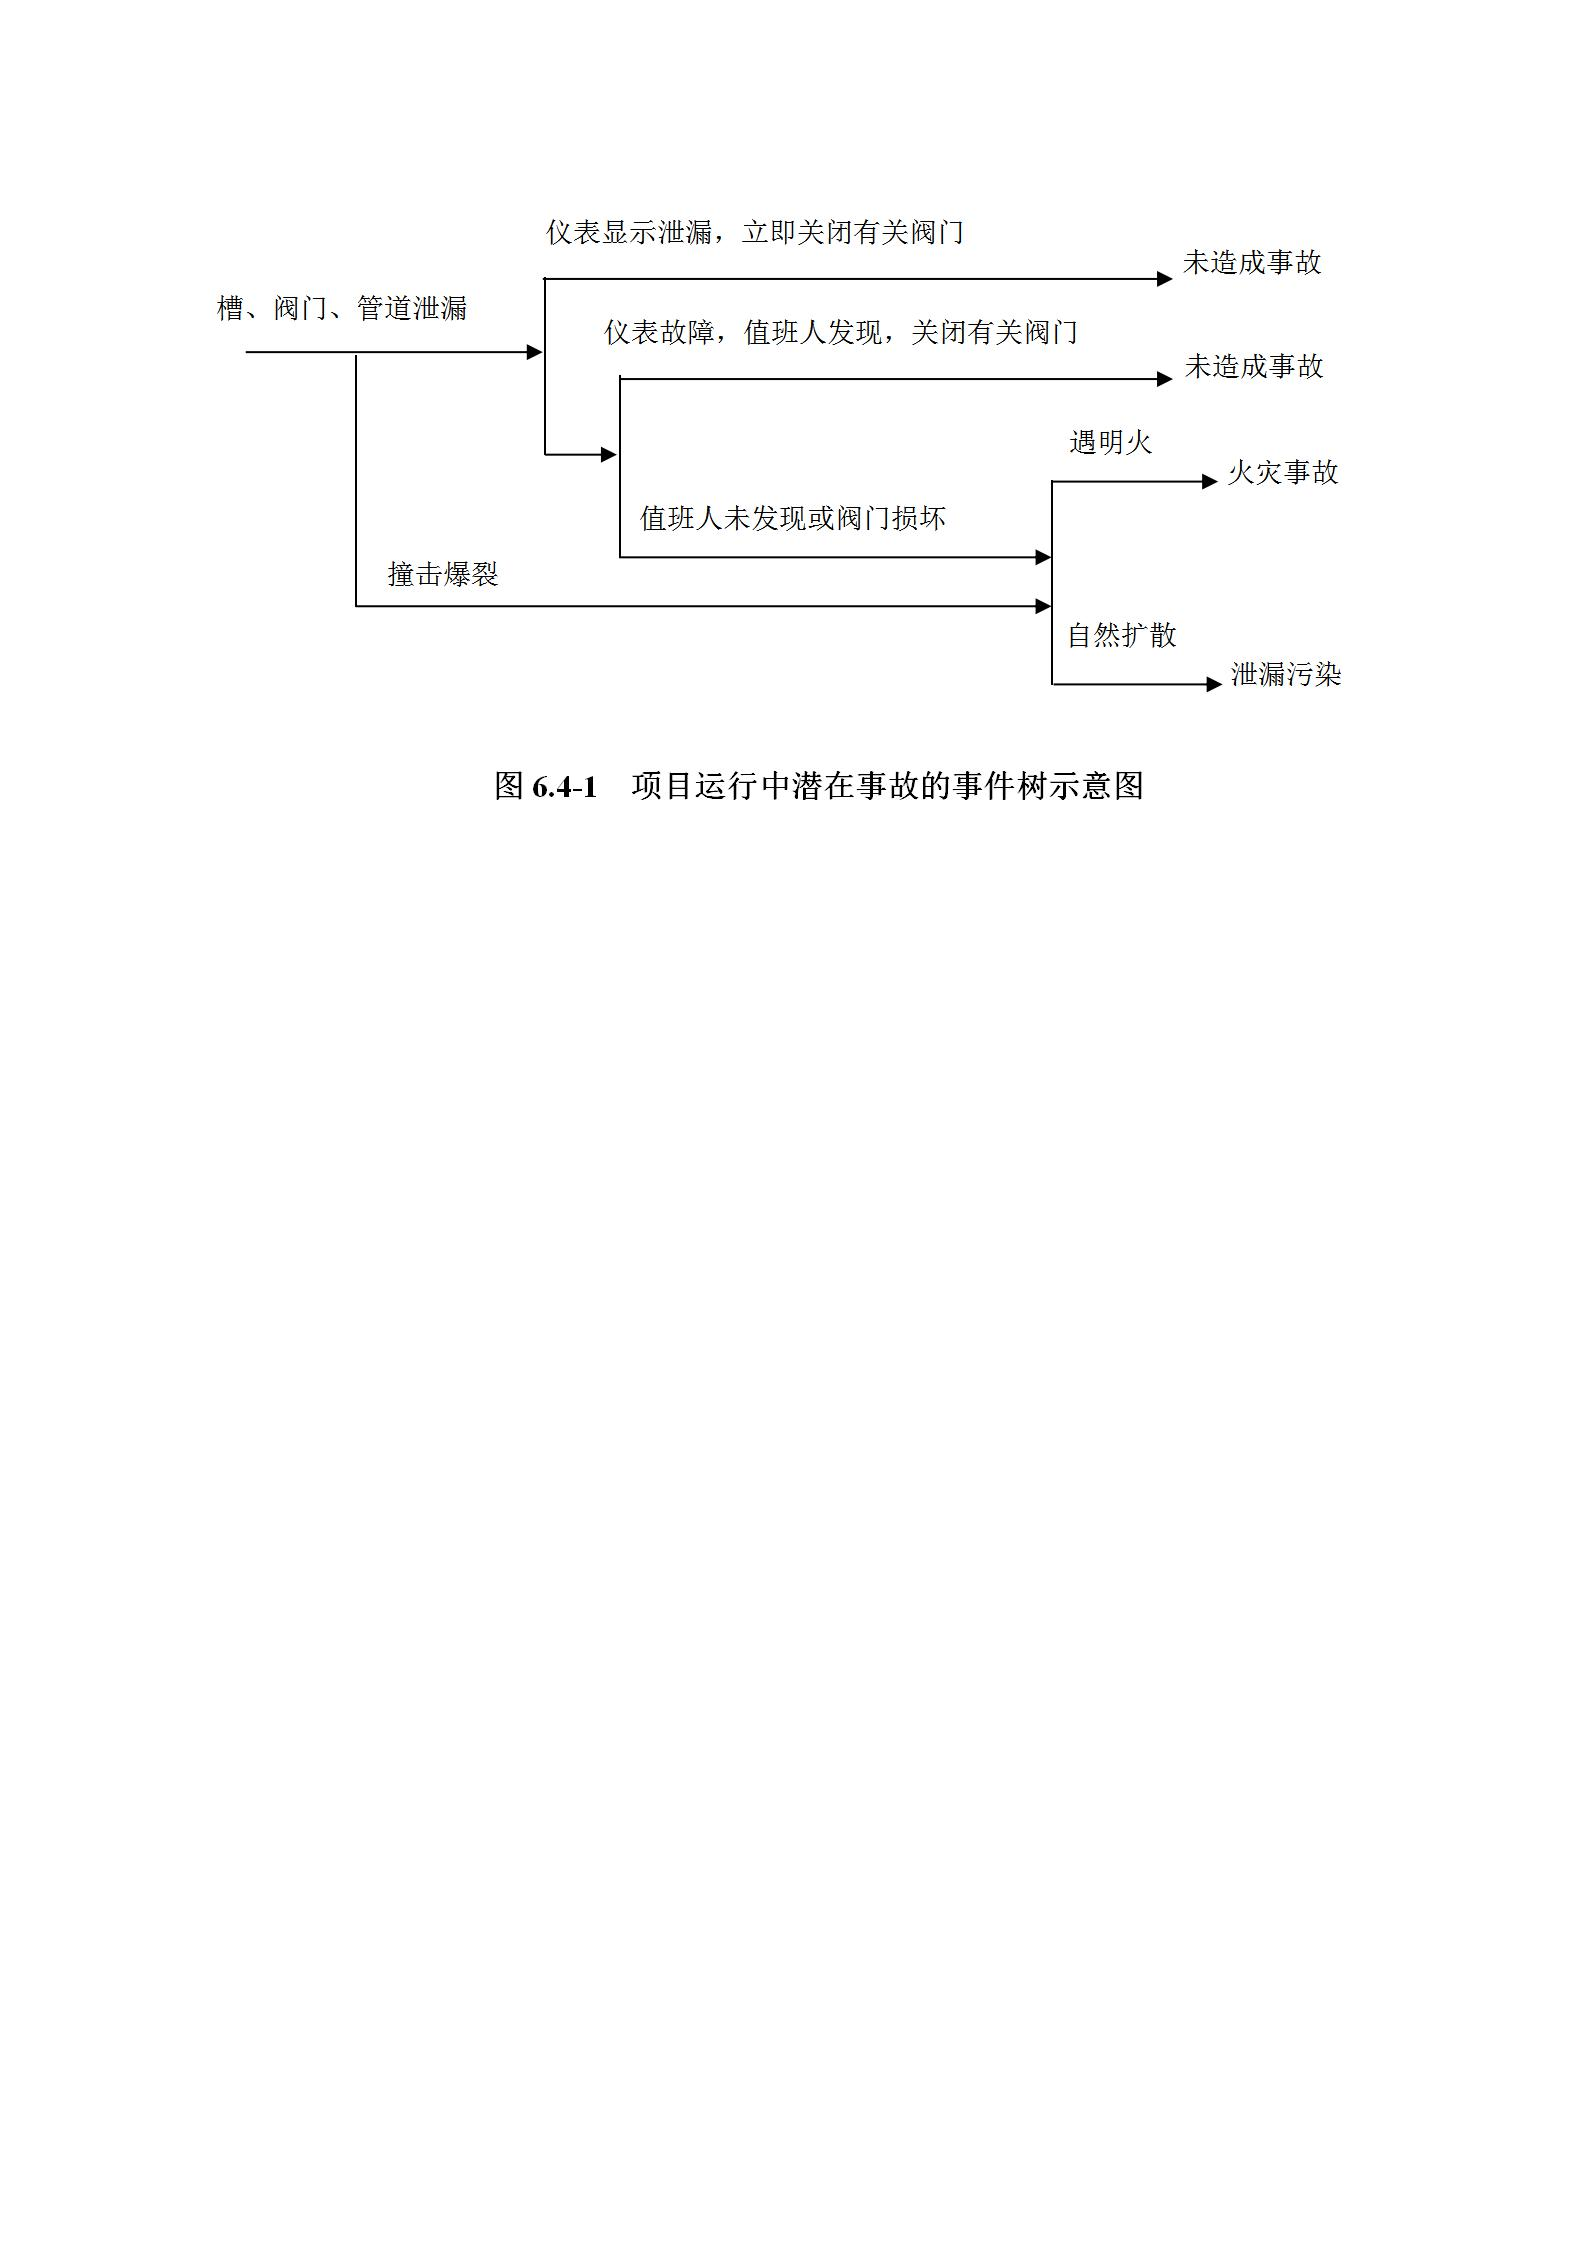 仪表显示泄漏，立即关闭有关阀门
未造成事故
槽、阀门、管道泄漏
仪表故障，值班人发现，关闭有关阀门
未造成事故
遇明火
火灾事故
值班人未发现或阀门损坏
撞击爆裂
自然扩散
泄漏污染
图 6.4-1 项目运行中潜在事故的事件树示意图